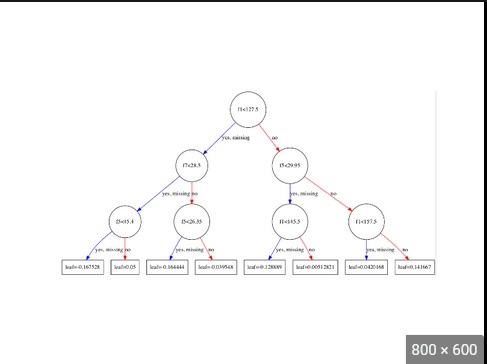 f1<127.5
yes, missing
no
f7<28.5
f5<29.95
yes, missing
no
yes, missing
no
f5<45.4
f5<26.35
f1<145.5
f1<157.5
yes, missing
no
yes, missing
no
yes, missing
no
yes, missing
no
leaf=-0.167528
leaf=0.05
leaf=-0.164444
leaf=-0.039548
leaf=0.00512821
leaf=0.0420168
leaf=0.141667
800 × 600